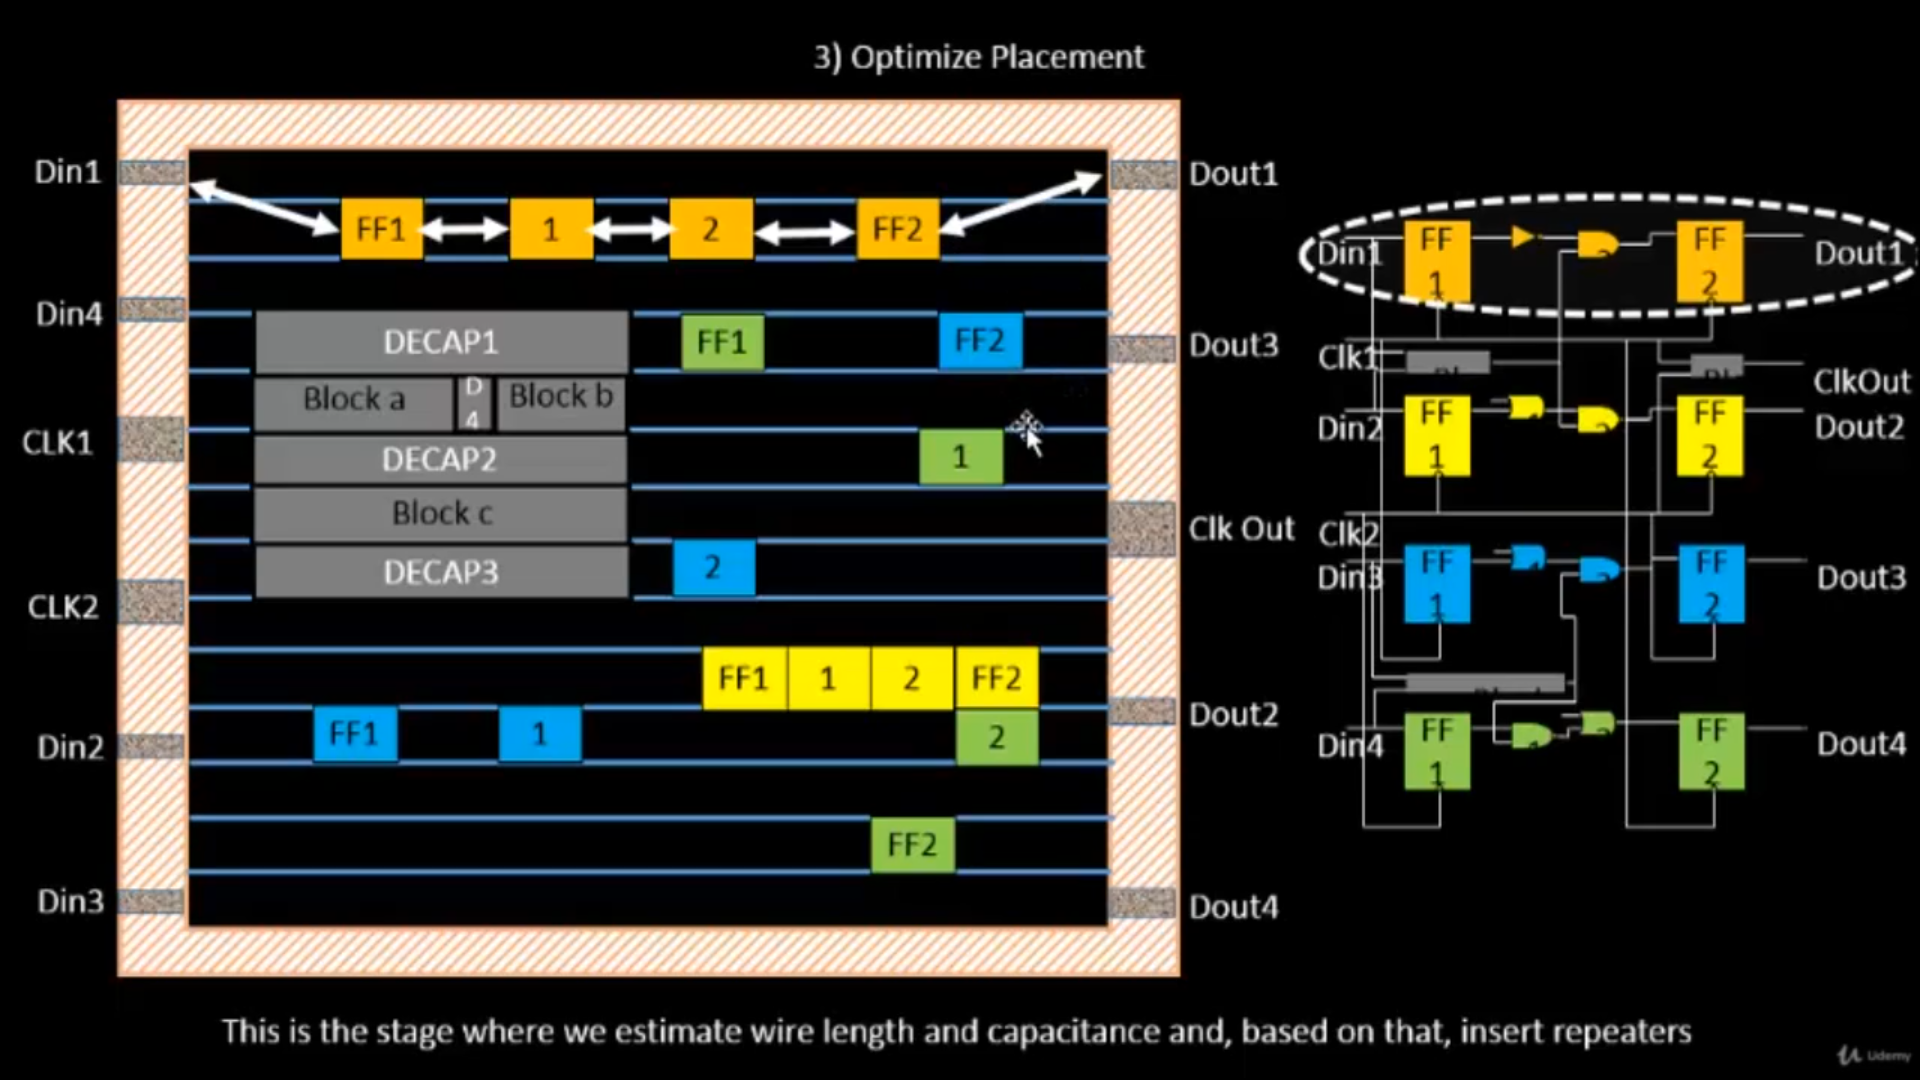 3) Optimize Placement
Din1
Dout1
FF1
1
2
FF2
Din4
DECAP1
FF1
FF2
Dout3
Block a
D
4
Block b
CLK1
DECAP2
1
Block c
Clk Out
DECAP3
2
CLK2
FF1
1
2
FF2
Dout2
Din2
FF1
1
2
FF2
Din3
Dout4
Din1
FF
1
FF
2
Dout1
Clk1
ClkOut
Din2
FF
1
FF
2
Dout2
Clk2
Din3
FF
1
FF
2
Dout3
Din4
FF
1
FF
2
Dout4
This is the stage where we estimate wire length and capacitance and, based on that, insert repeaters
Udemy